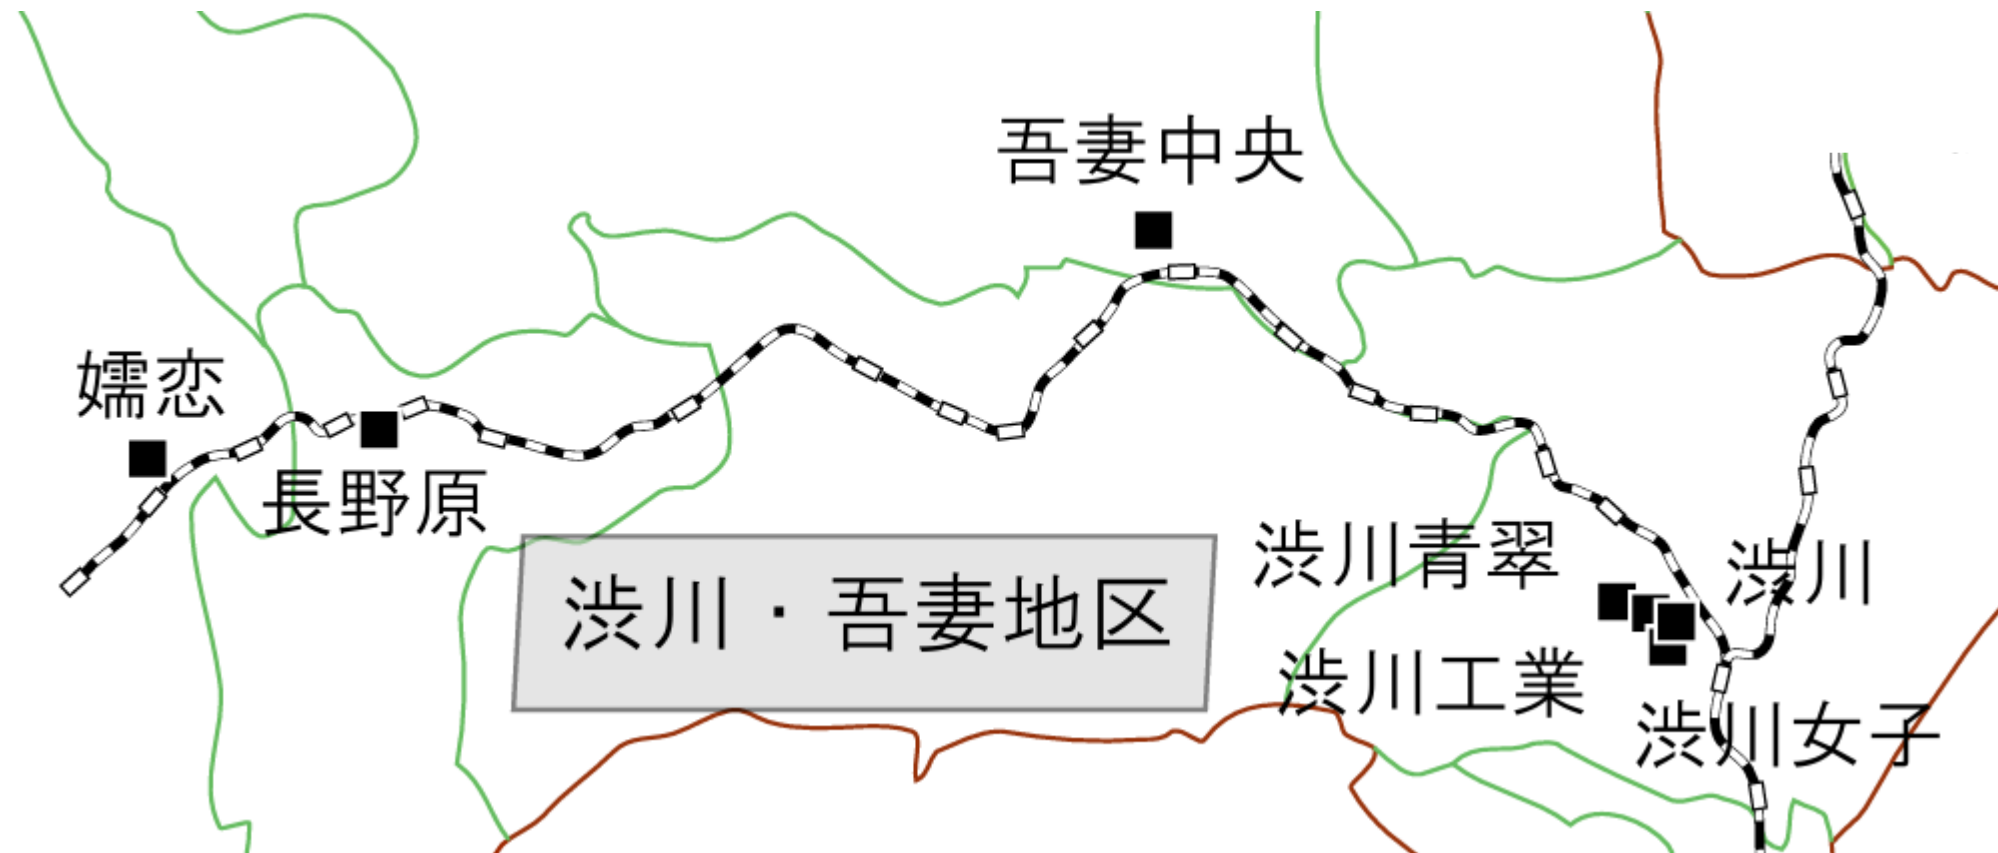 吾妻中央
嬬恋
長野原
渋川青翠
渋川
渋川・吾妻地区
渋川工業
渋川女子